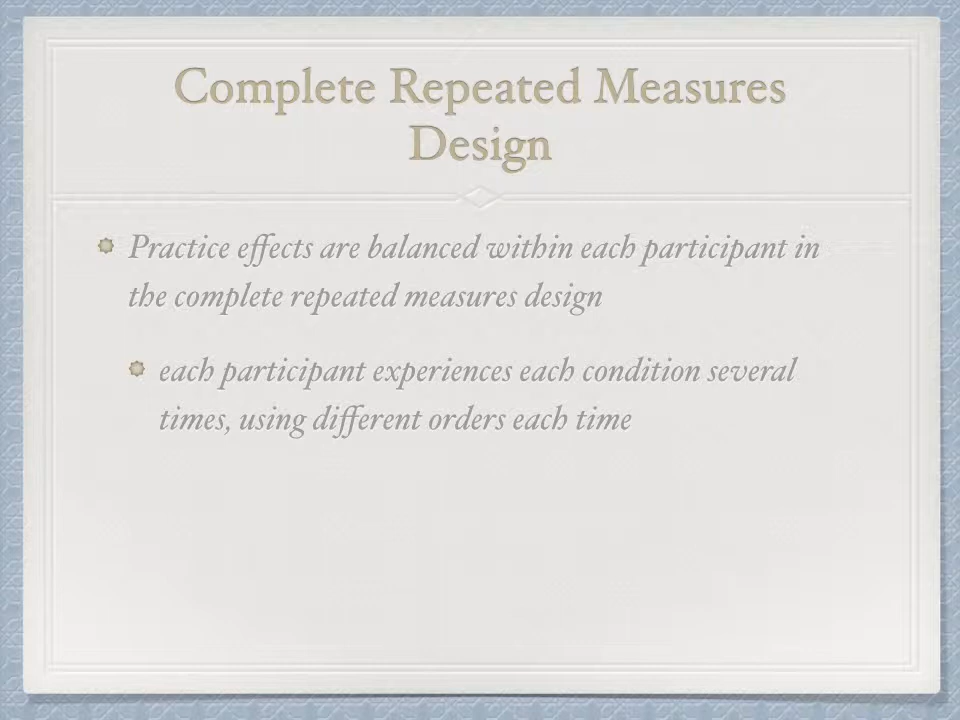 Complete Repeated Measures
Design
Practice effects are balanced within each participant in
the complete repeated measures design
each participant experiences each condition several
times, using different orders each time